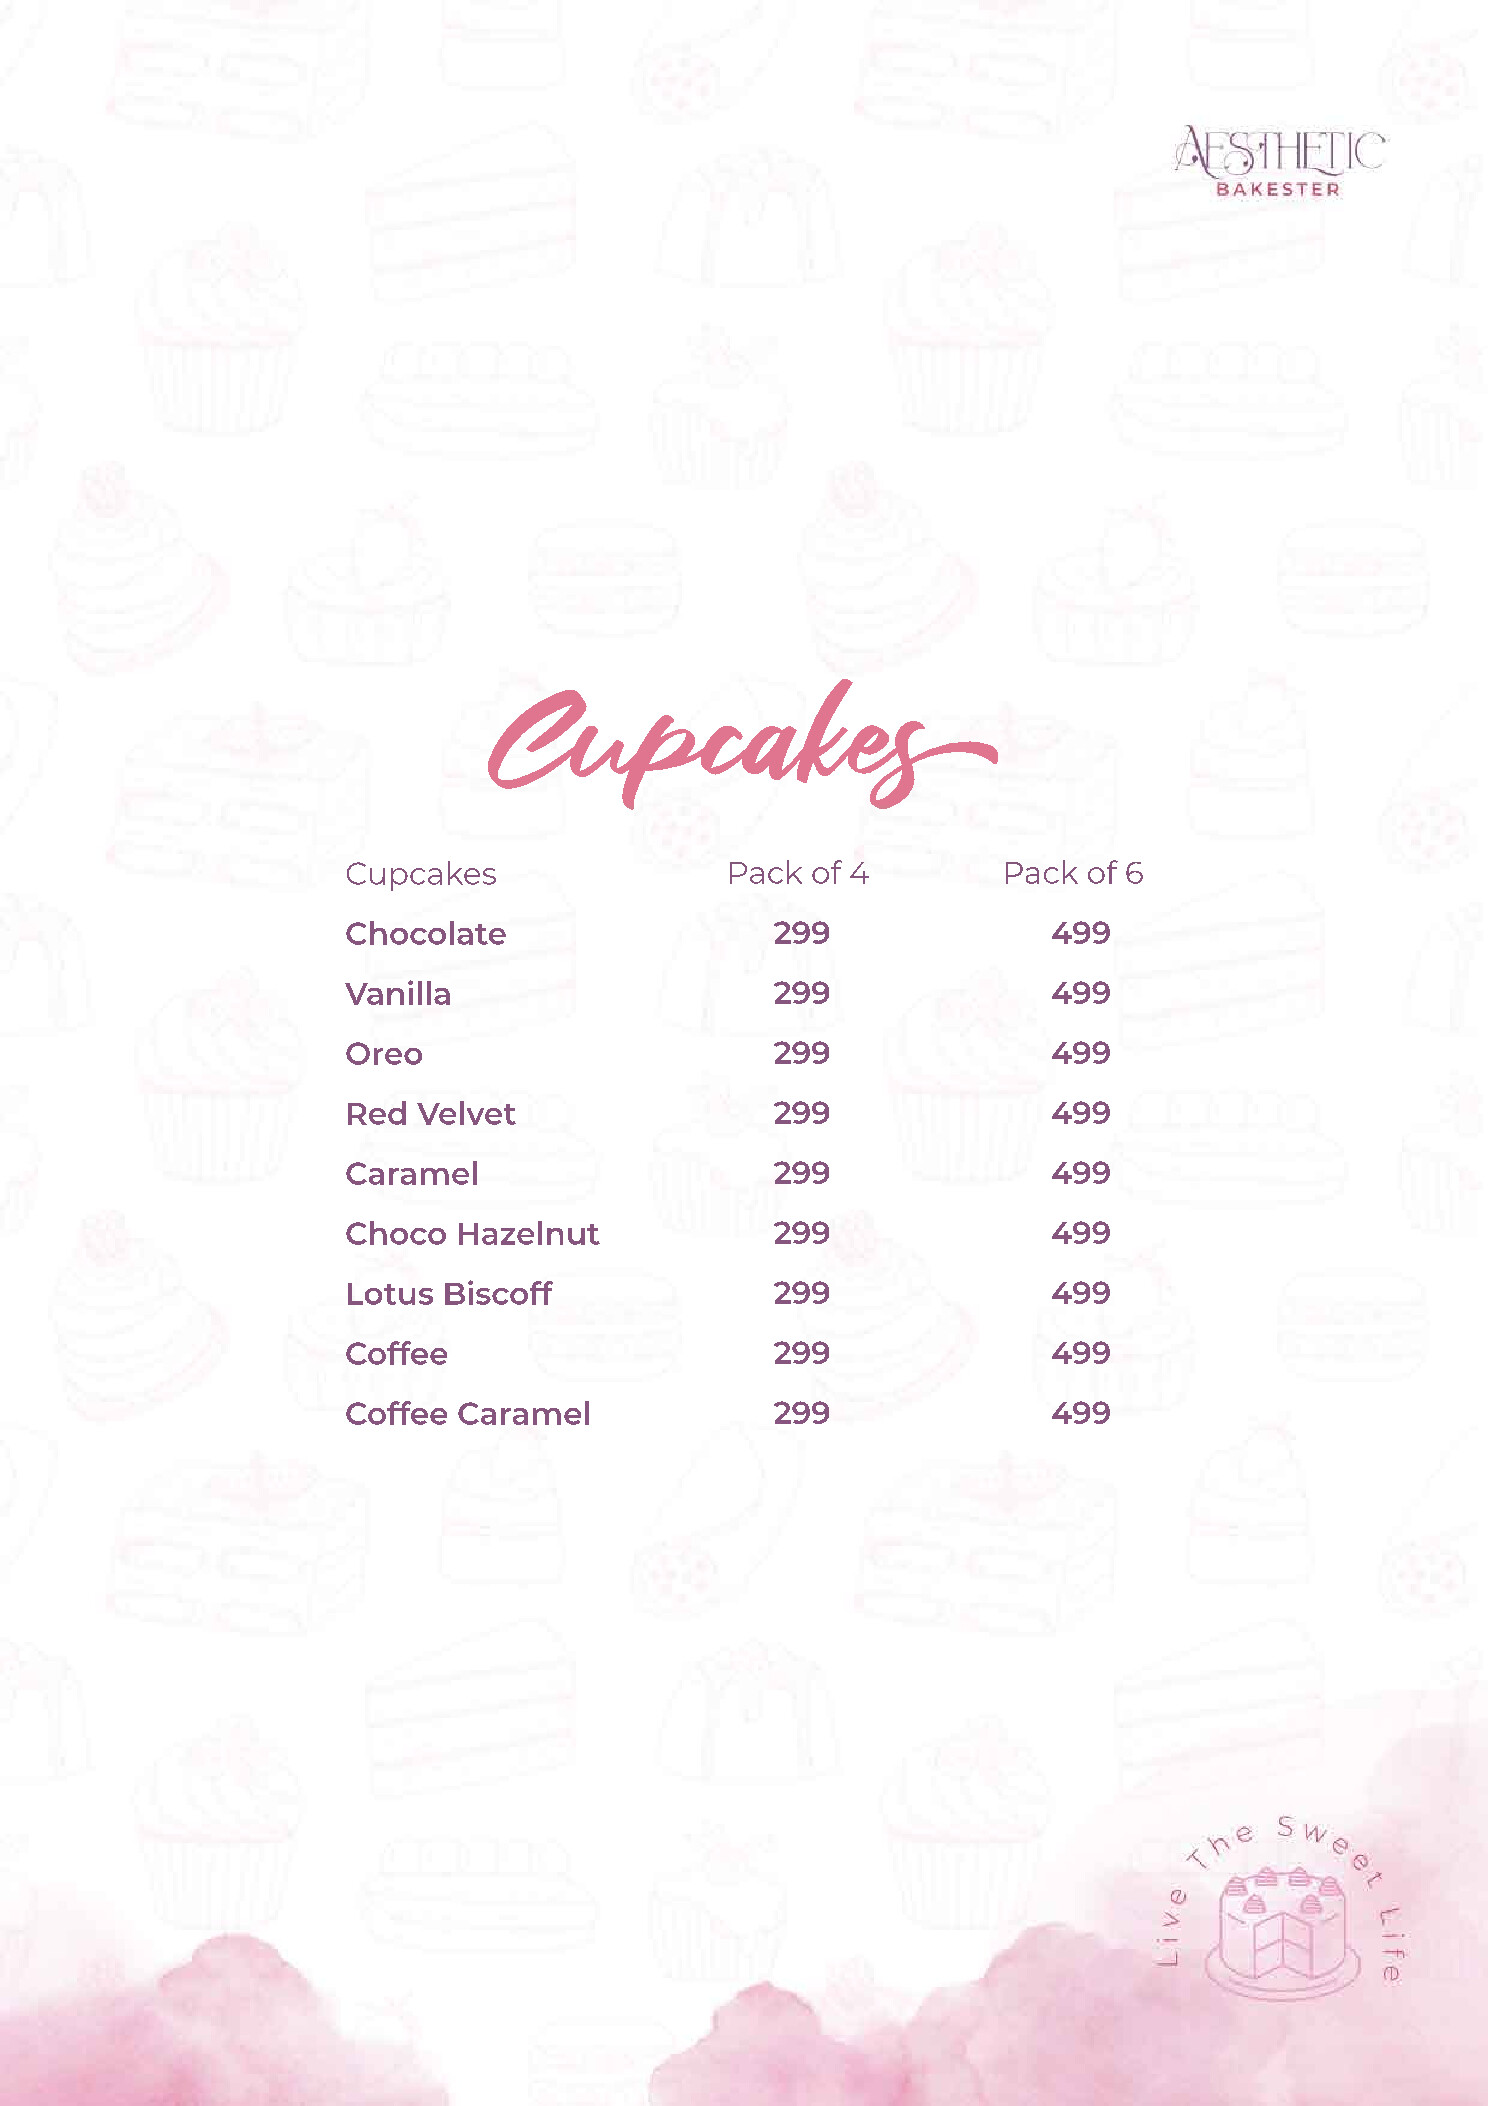 AESTHETIC
BAKESTER
Cupcakes
Cupcakes Pack of 4 Pack of 6
Chocolate 299 499
Vanilla 299 499
Oreo 299 499
Red Velvet 299 499
Caramel 299 499
Choco Hazelnut 299 499
Lotus Biscoff 299 499
Coffee 299 499
Coffee Caramel 299 499
Live The Sweet Life